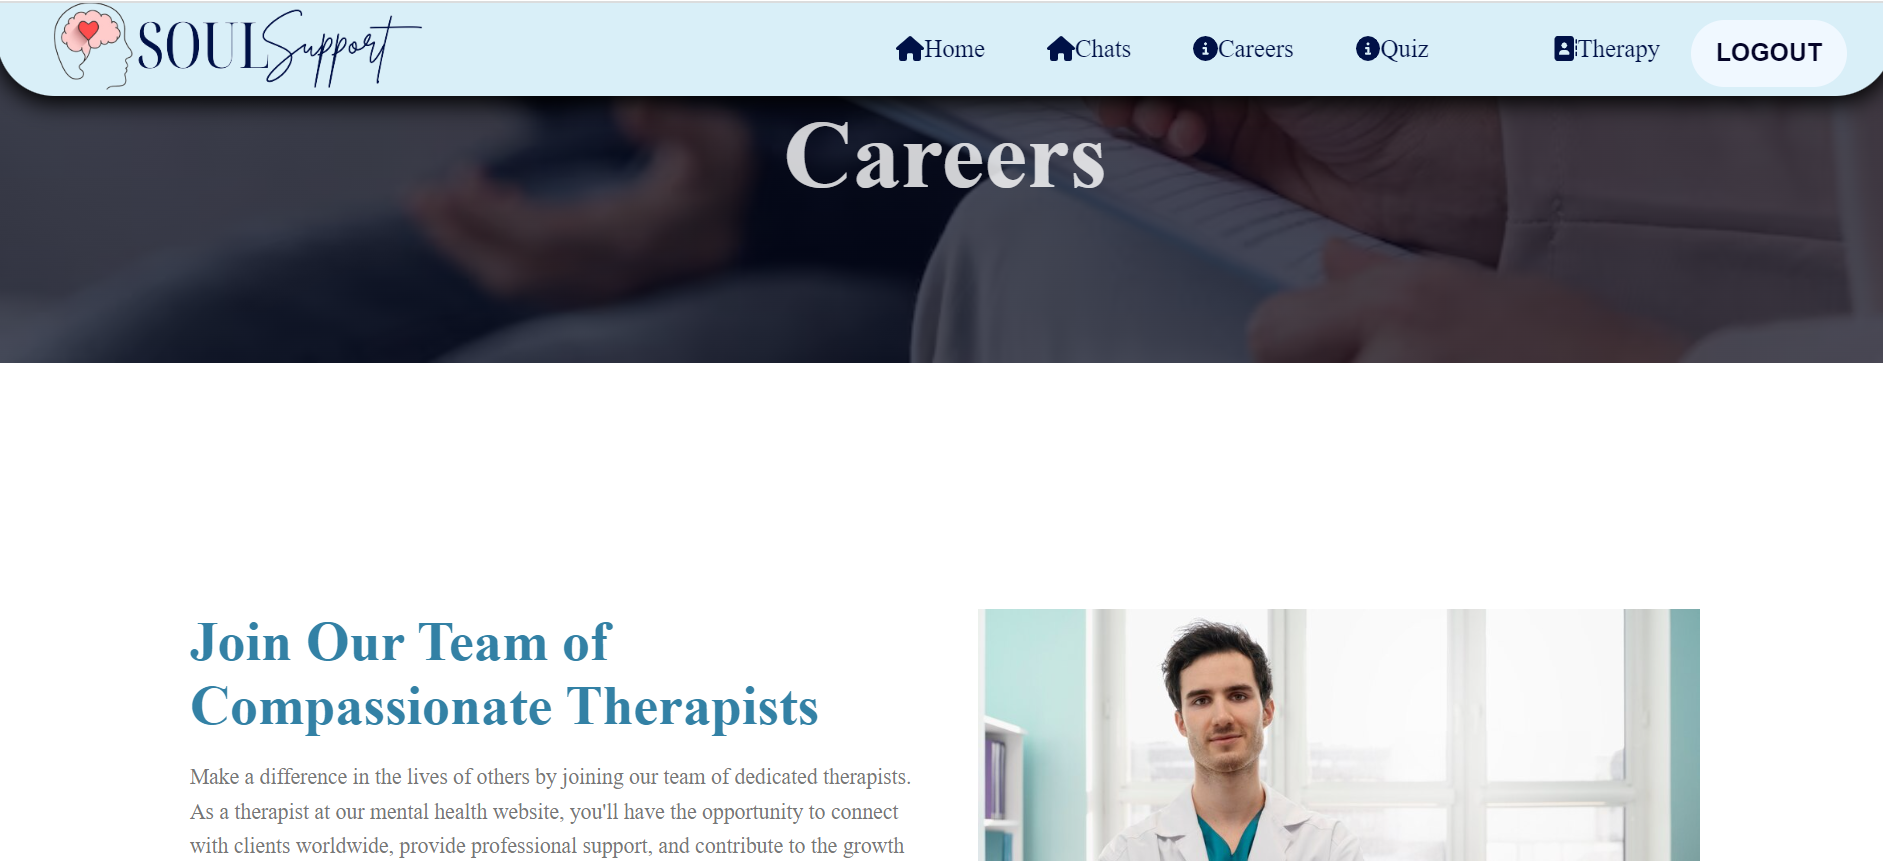 SOUL Support
Home Chats Careers Quiz Therapy LOGOUT
Careers
Join Our Team of
Compassionate Therapists
Make a difference in the lives of others by joining our team of dedicated therapists.
As a therapist at our mental health website, you'll have the opportunity to connect
with clients worldwide, provide professional support, and contribute to the growth